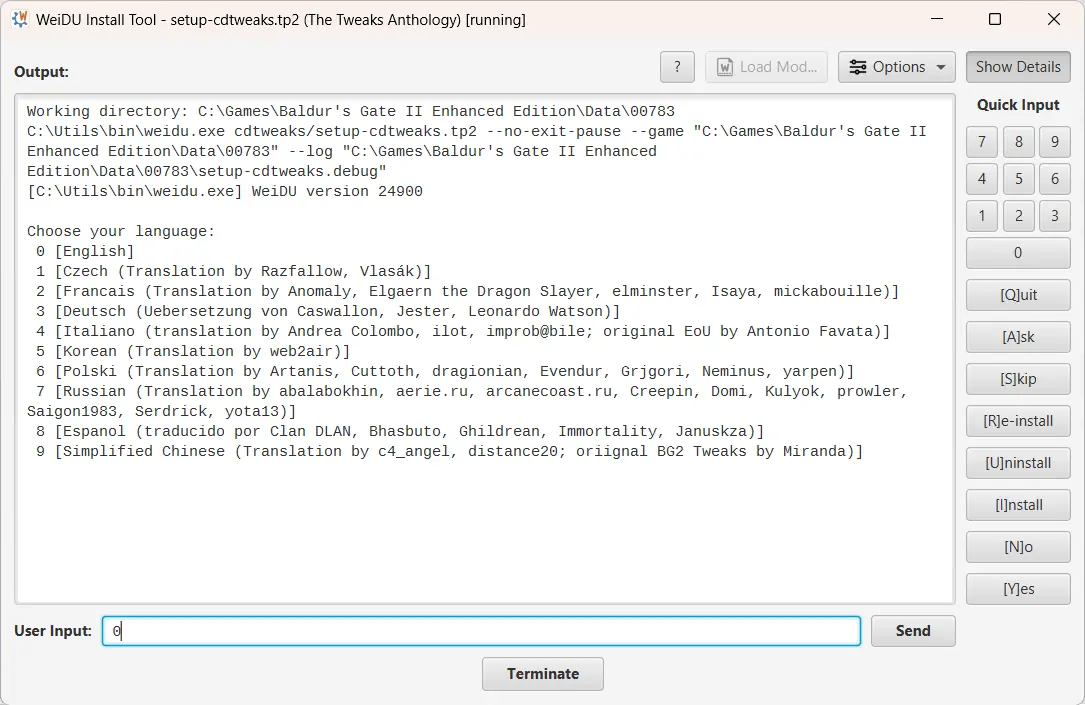 WeiDU Install Tool - setup-cdtweaks.tp2 (The Tweaks Anthology) [running]
Output:
?
Load Mod...
Options
Show Details
Working directory: C:\Games\Baldur's Gate II Enhanced Edition\Data\00783
C:\Utils\bin\weidu.exe cdtweaks/setup-cdtweaks.tp2 --no-exit-pause --game "C:\Games\Baldur's Gate II
Enhanced Edition\Data\00783" --log "C:\Games\Baldur's Gate II Enhanced
Edition\Data\00783\setup-cdtweaks.debug"
[C:\Utils\bin\weidu.exe] WeiDU version 24900
Choose your language:
0 [English]
1 [Czech (Translation by Razfallow, Vlasák)]
2 [Francais (Translation by Anomaly, Elgaern the Dragon Slayer, elminster, Isaya, mickabouille)]
3 [Deutsch (Uebersetzung von Caswallon, Jester, Leonardo Watson)]
4 [Italiano (translation by Andrea Colombo, ilot, improb@bile; original EoU by Antonio Favata)]
5 [Korean (Translation by web2air)]
6 [Polski (Translation by Artanis, Cuttoth, dragionian, Evendur, Grjgori, Neminus, yarpen)]
7 [Russian (Translation by abalabokhin, aerie.ru, arcanecoast.ru, Creepin, Domi, Kulyok, prowler,
Saigon1983, Serdrick, yota13)]
8 [Espanol (traducido por Clan DLAN, Bhasbuto, Ghildrean, Immortality, Januskza)]
9 [Simplified Chinese (Translation by c4_angel, distance20; oriignal BG2 Tweaks by Miranda)]
Quick Input
7 8 9
4 5 6
1 2 3
0
[Q]uit
[A]sk
[S]kip
[R]e-install
[U]ninstall
[I]nstall
[N]o
[Y]es
User Input:
0
Send
Terminate